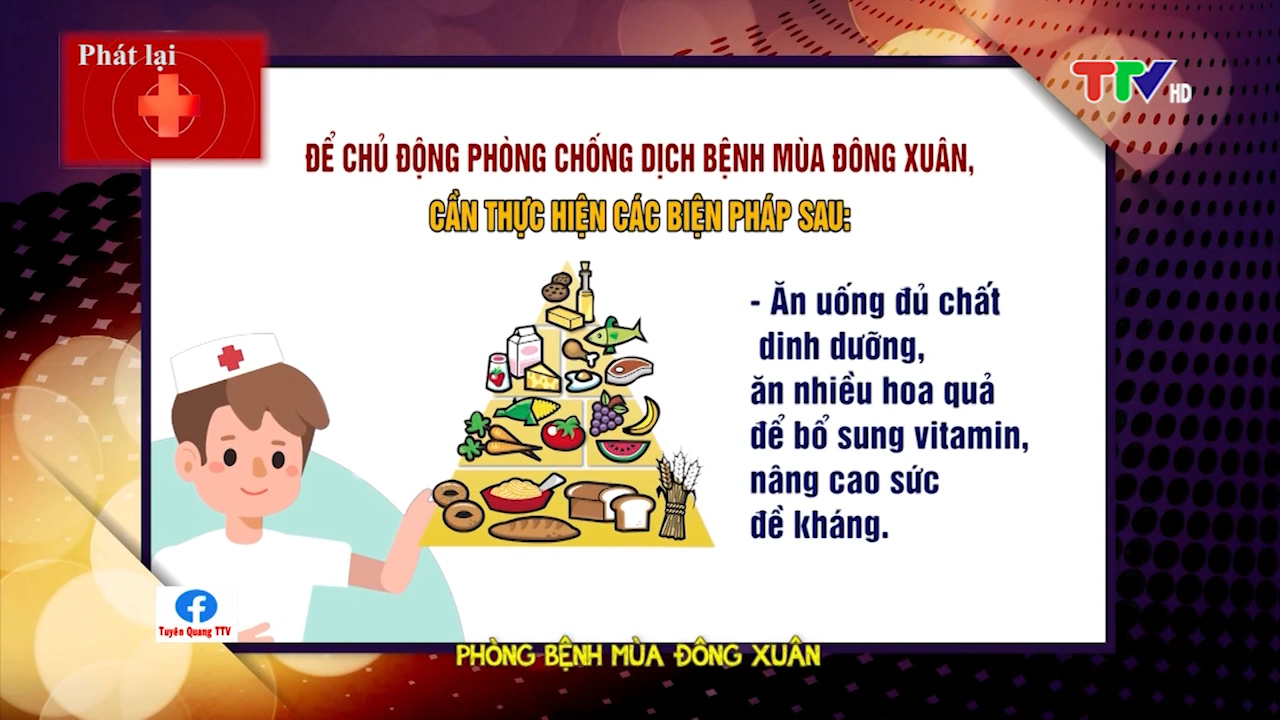 Phát lại
TTV HD
ĐỂ CHỦ ĐỘNG PHÒNG CHỐNG DỊCH BỆNH MÙA ĐÔNG XUÂN,
CẦN THỰC HIỆN CÁC BIỆN PHÁP SAU:
- Ăn uống đủ chất
dinh dưỡng,
ăn nhiều hoa quả
để bổ sung vitamin,
nâng cao sức
đề kháng.
Tuyên Quang TTV
PHÒNG BỆNH MÙA ĐÔNG XUÂN